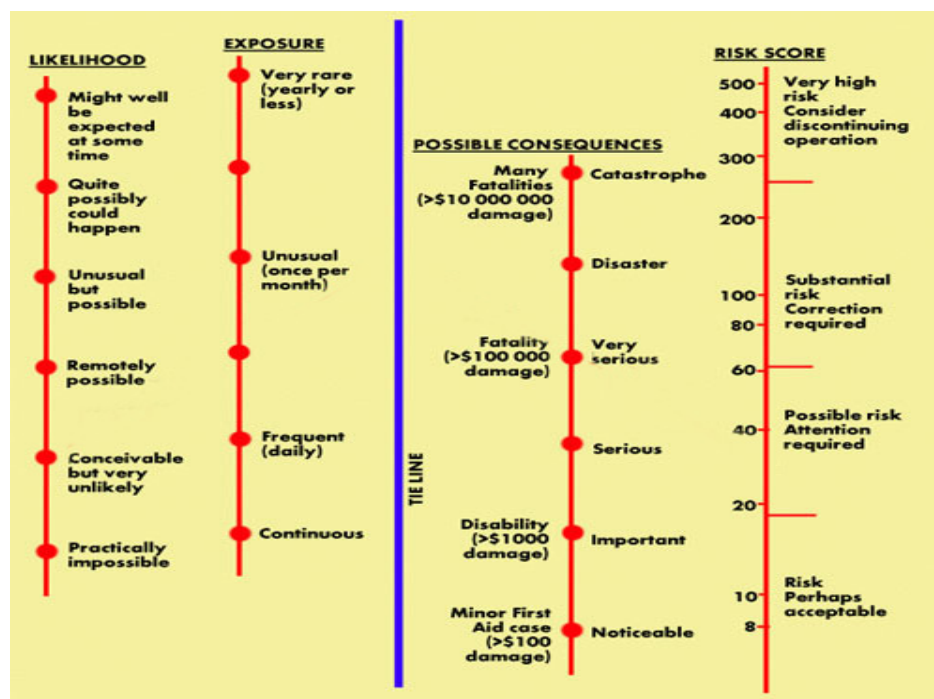 LIKELIHOOD
Might well
be
expected
at some
time
Quite
possibly
could
happen
Unusual
but
possible
Remotely
possible
Conceivable
but very
unlikely
Practically
impossible
EXPOSURE
Very rare
(yearly or
less)
Unusual
(once per
month)
Frequent
(daily)
Continuous
TIE LINE
POSSIBLE CONSEQUENCES
Many
Fatalities
(>$10 000 000
damage)
Catastrophe
Disaster
Fatality
(>$100 000
damage)
Very
serious
Serious
Disability
(>$1000
damage)
Important
Minor First
Aid case
(>$100
damage)
Noticeable
RISK SCORE
500
400
300
200
100
80
60
40
20
10
8
Very high
risk
Consider
discontinuing
operation
Substantial
risk
Correction
required
Possible risk
Attention
required
Risk
Perhaps
acceptable